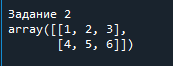 Задание 2
array([[1, 2, 3],
       [4, 5, 6]])